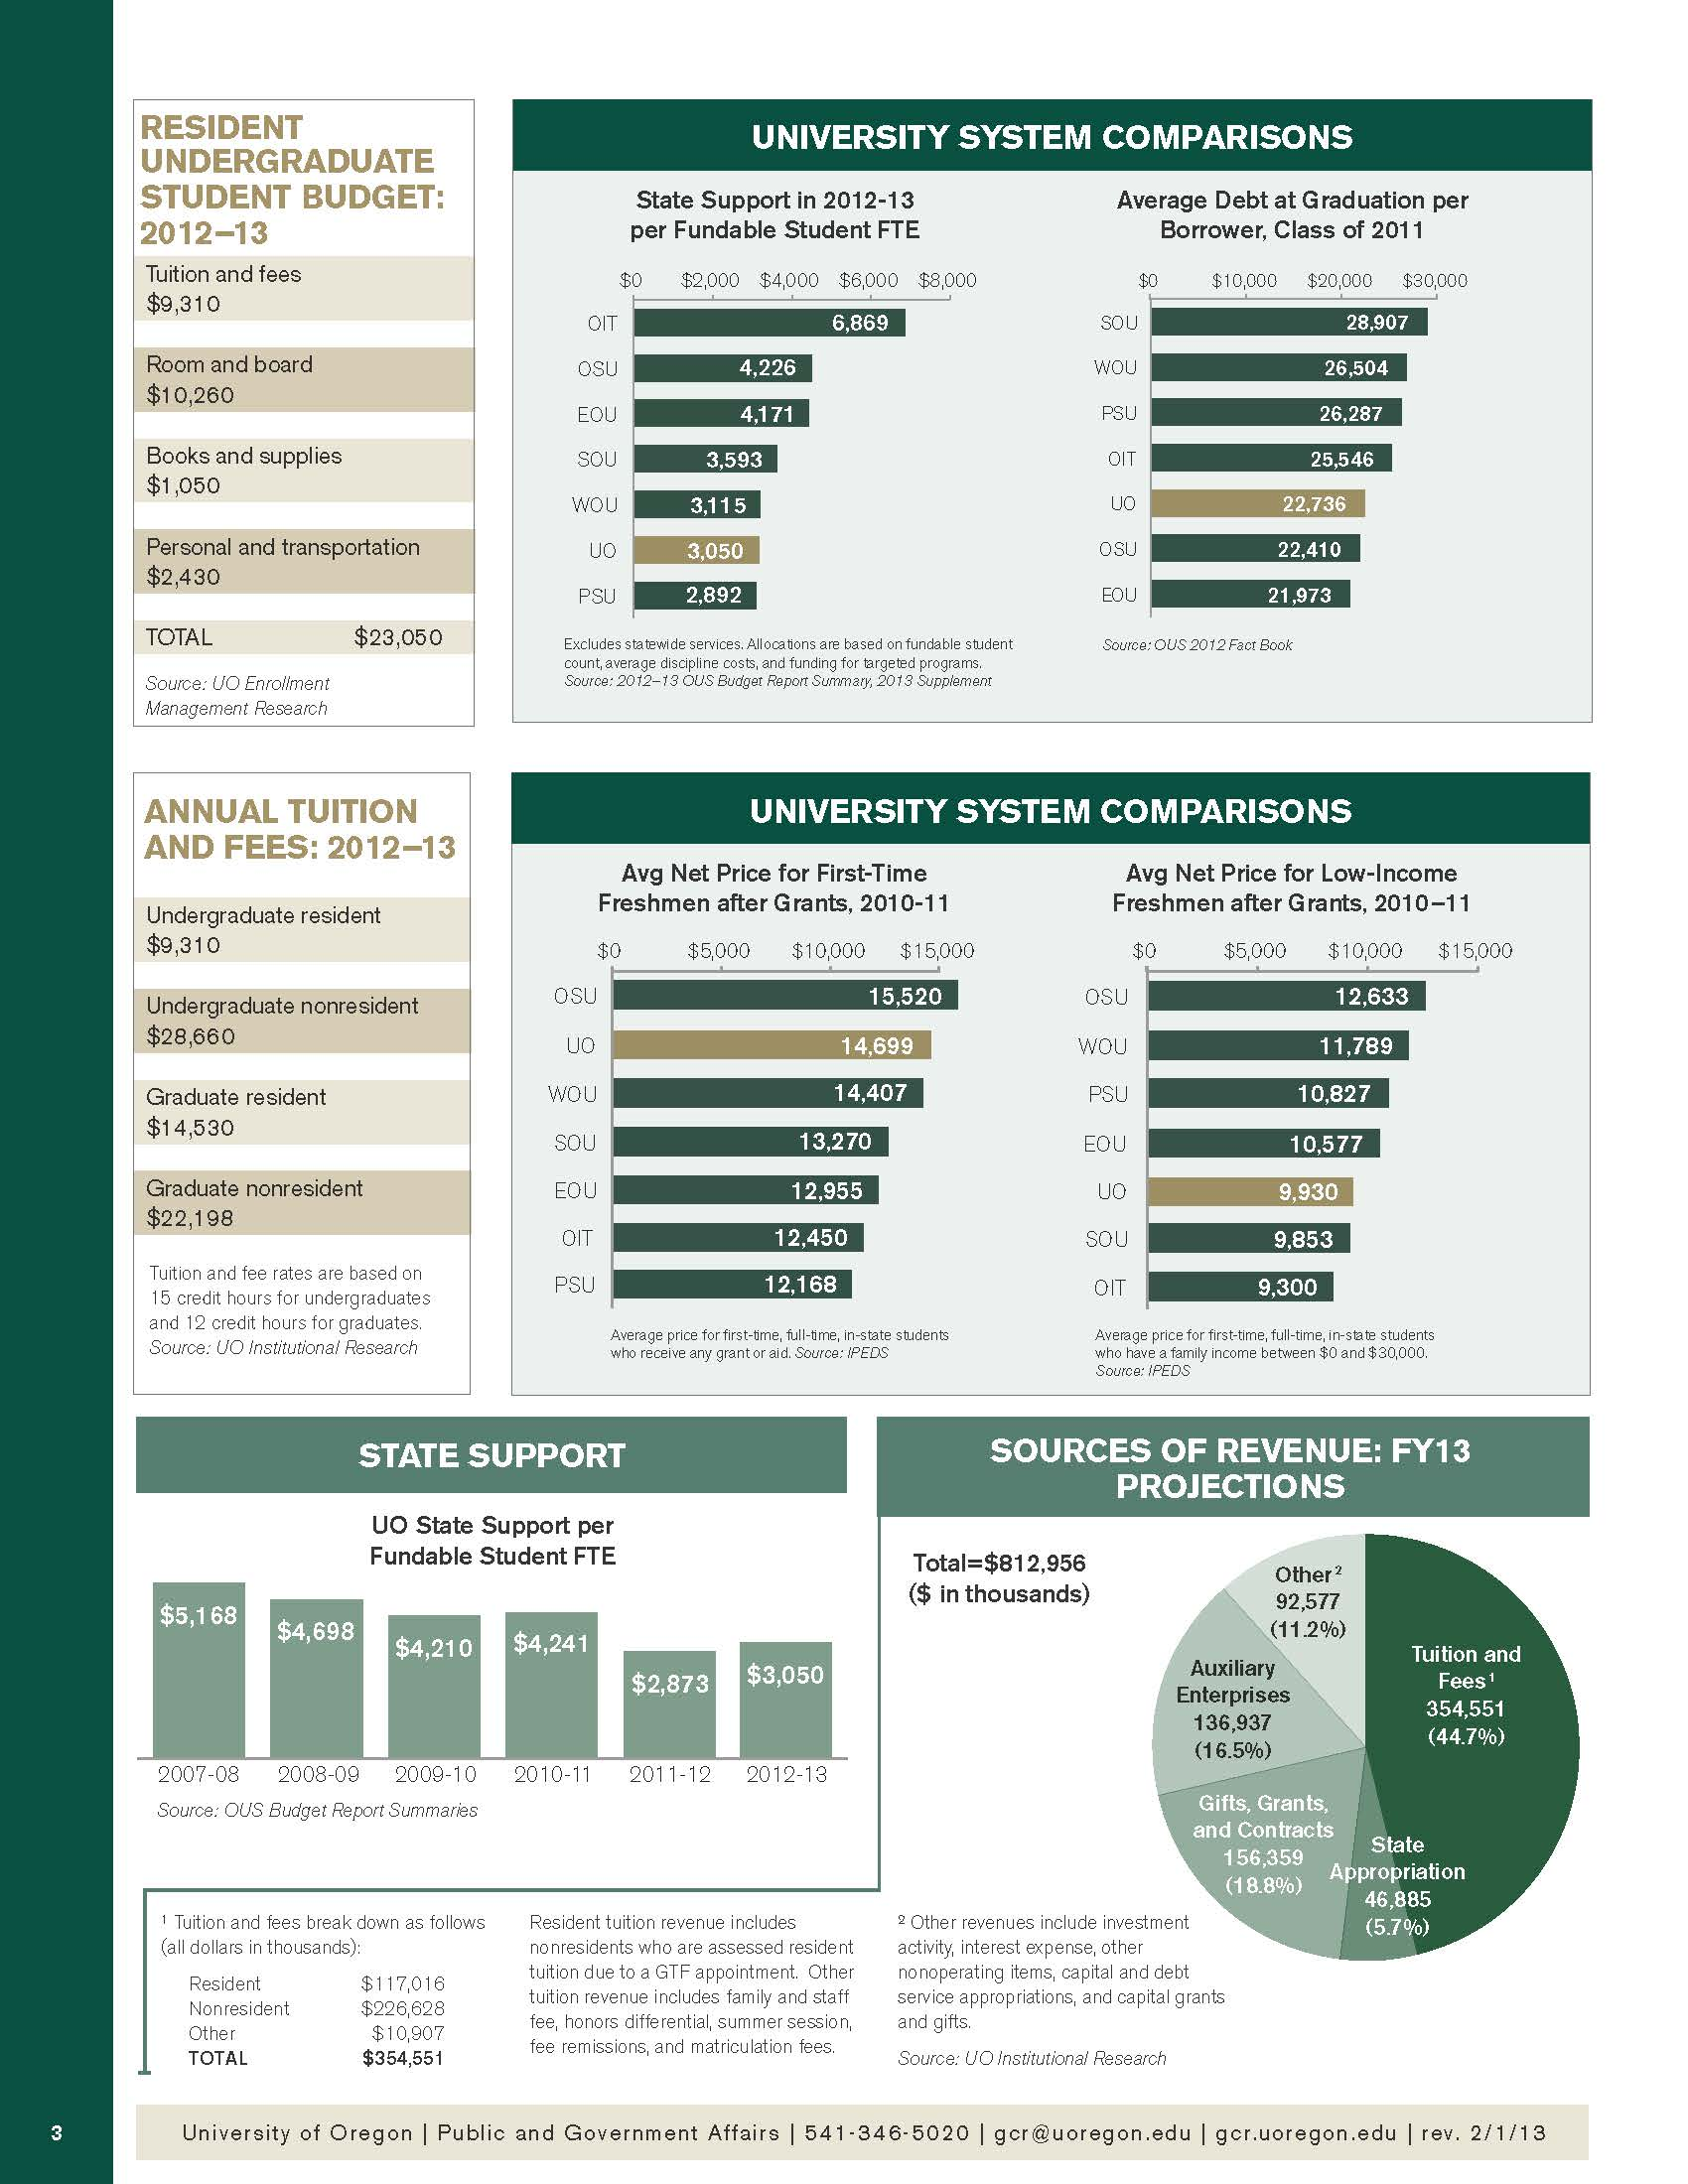 RESIDENT
UNDERGRADUATE
STUDENT BUDGET:
2012–13
Tuition and fees
$9,310
Room and board
$10,260
Books and supplies
$1,050
Personal and transportation
$2,430
TOTAL $23,050
Source: UO Enrollment
Management Research
UNIVERSITY SYSTEM COMPARISONS
State Support in 2012-13
per Fundable Student FTE
$0 $2,000 $4,000 $6,000 $8,000
OIT 6,869
OSU 4,226
EOU 4,171
SOU 3,593
WOU 3,115
UO 3,050
PSU 2,892
Excludes statewide services. Allocations are based on fundable student
count, average discipline costs, and funding for targeted programs.
Source: 2012–13 OUS Budget Report Summary, 2013 Supplement
Average Debt at Graduation per
Borrower, Class of 2011
$0 $10,000 $20,000 $30,000
SOU 28,907
WOU 26,504
PSU 26,287
OIT 25,546
UO 22,736
OSU 22,410
EOU 21,973
Source: OUS 2012 Fact Book
ANNUAL TUITION
AND FEES: 2012–13
Undergraduate resident
$9,310
Undergraduate nonresident
$28,660
Graduate resident
$14,530
Graduate nonresident
$22,198
Tuition and fee rates are based on
15 credit hours for undergraduates
and 12 credit hours for graduates.
Source: UO Institutional Research
UNIVERSITY SYSTEM COMPARISONS
Avg Net Price for First-Time
Freshmen after Grants, 2010-11
$0 $5,000 $10,000 $15,000
OSU 15,520
UO 14,699
WOU 14,407
SOU 13,270
EOU 12,955
OIT 12,450
PSU 12,168
Average price for first-time, full-time, in-state students
who receive any grant or aid. Source: IPEDS
Avg Net Price for Low-Income
Freshmen after Grants, 2010–11
$0 $5,000 $10,000 $15,000
OSU 12,633
WOU 11,789
PSU 10,827
EOU 10,577
UO 9,930
SOU 9,853
OIT 9,300
Average price for first-time, full-time, in-state students
who have a family income between $0 and $30,000.
Source: IPEDS
STATE SUPPORT
UO State Support per
Fundable Student FTE
$5,168 $4,698 $4,210 $4,241 $2,873 $3,050
2007-08 2008-09 2009-10 2010-11 2011-12 2012-13
Source: OUS Budget Report Summaries
SOURCES OF REVENUE: FY13
PROJECTIONS
Total=$812,956
($ in thousands)
Other²
92,577
(11.2%)
Tuition and
Fees¹
354,551
(44.7%)
Auxiliary
Enterprises
136,937
(16.5%)
Gifts, Grants,
and Contracts
156,359
(18.8%)
State
Appropriation
46,885
(5.7%)
¹ Tuition and fees break down as follows
(all dollars in thousands):
Resident $117,016
Nonresident $226,628
Other $10,907
TOTAL $354,551
Resident tuition revenue includes
nonresidents who are assessed resident
tuition due to a GTF appointment. Other
tuition revenue includes family and staff
fee, honors differential, summer session,
fee remissions, and matriculation fees.
² Other revenues include investment
activity, interest expense, other
nonoperating items, capital and debt
service appropriations, and capital grants
and gifts.
Source: UO Institutional Research
3
University of Oregon | Public and Government Affairs | 541-346-5020 | gcr@uoregon.edu | gcr.uoregon.edu | rev. 2/1/13